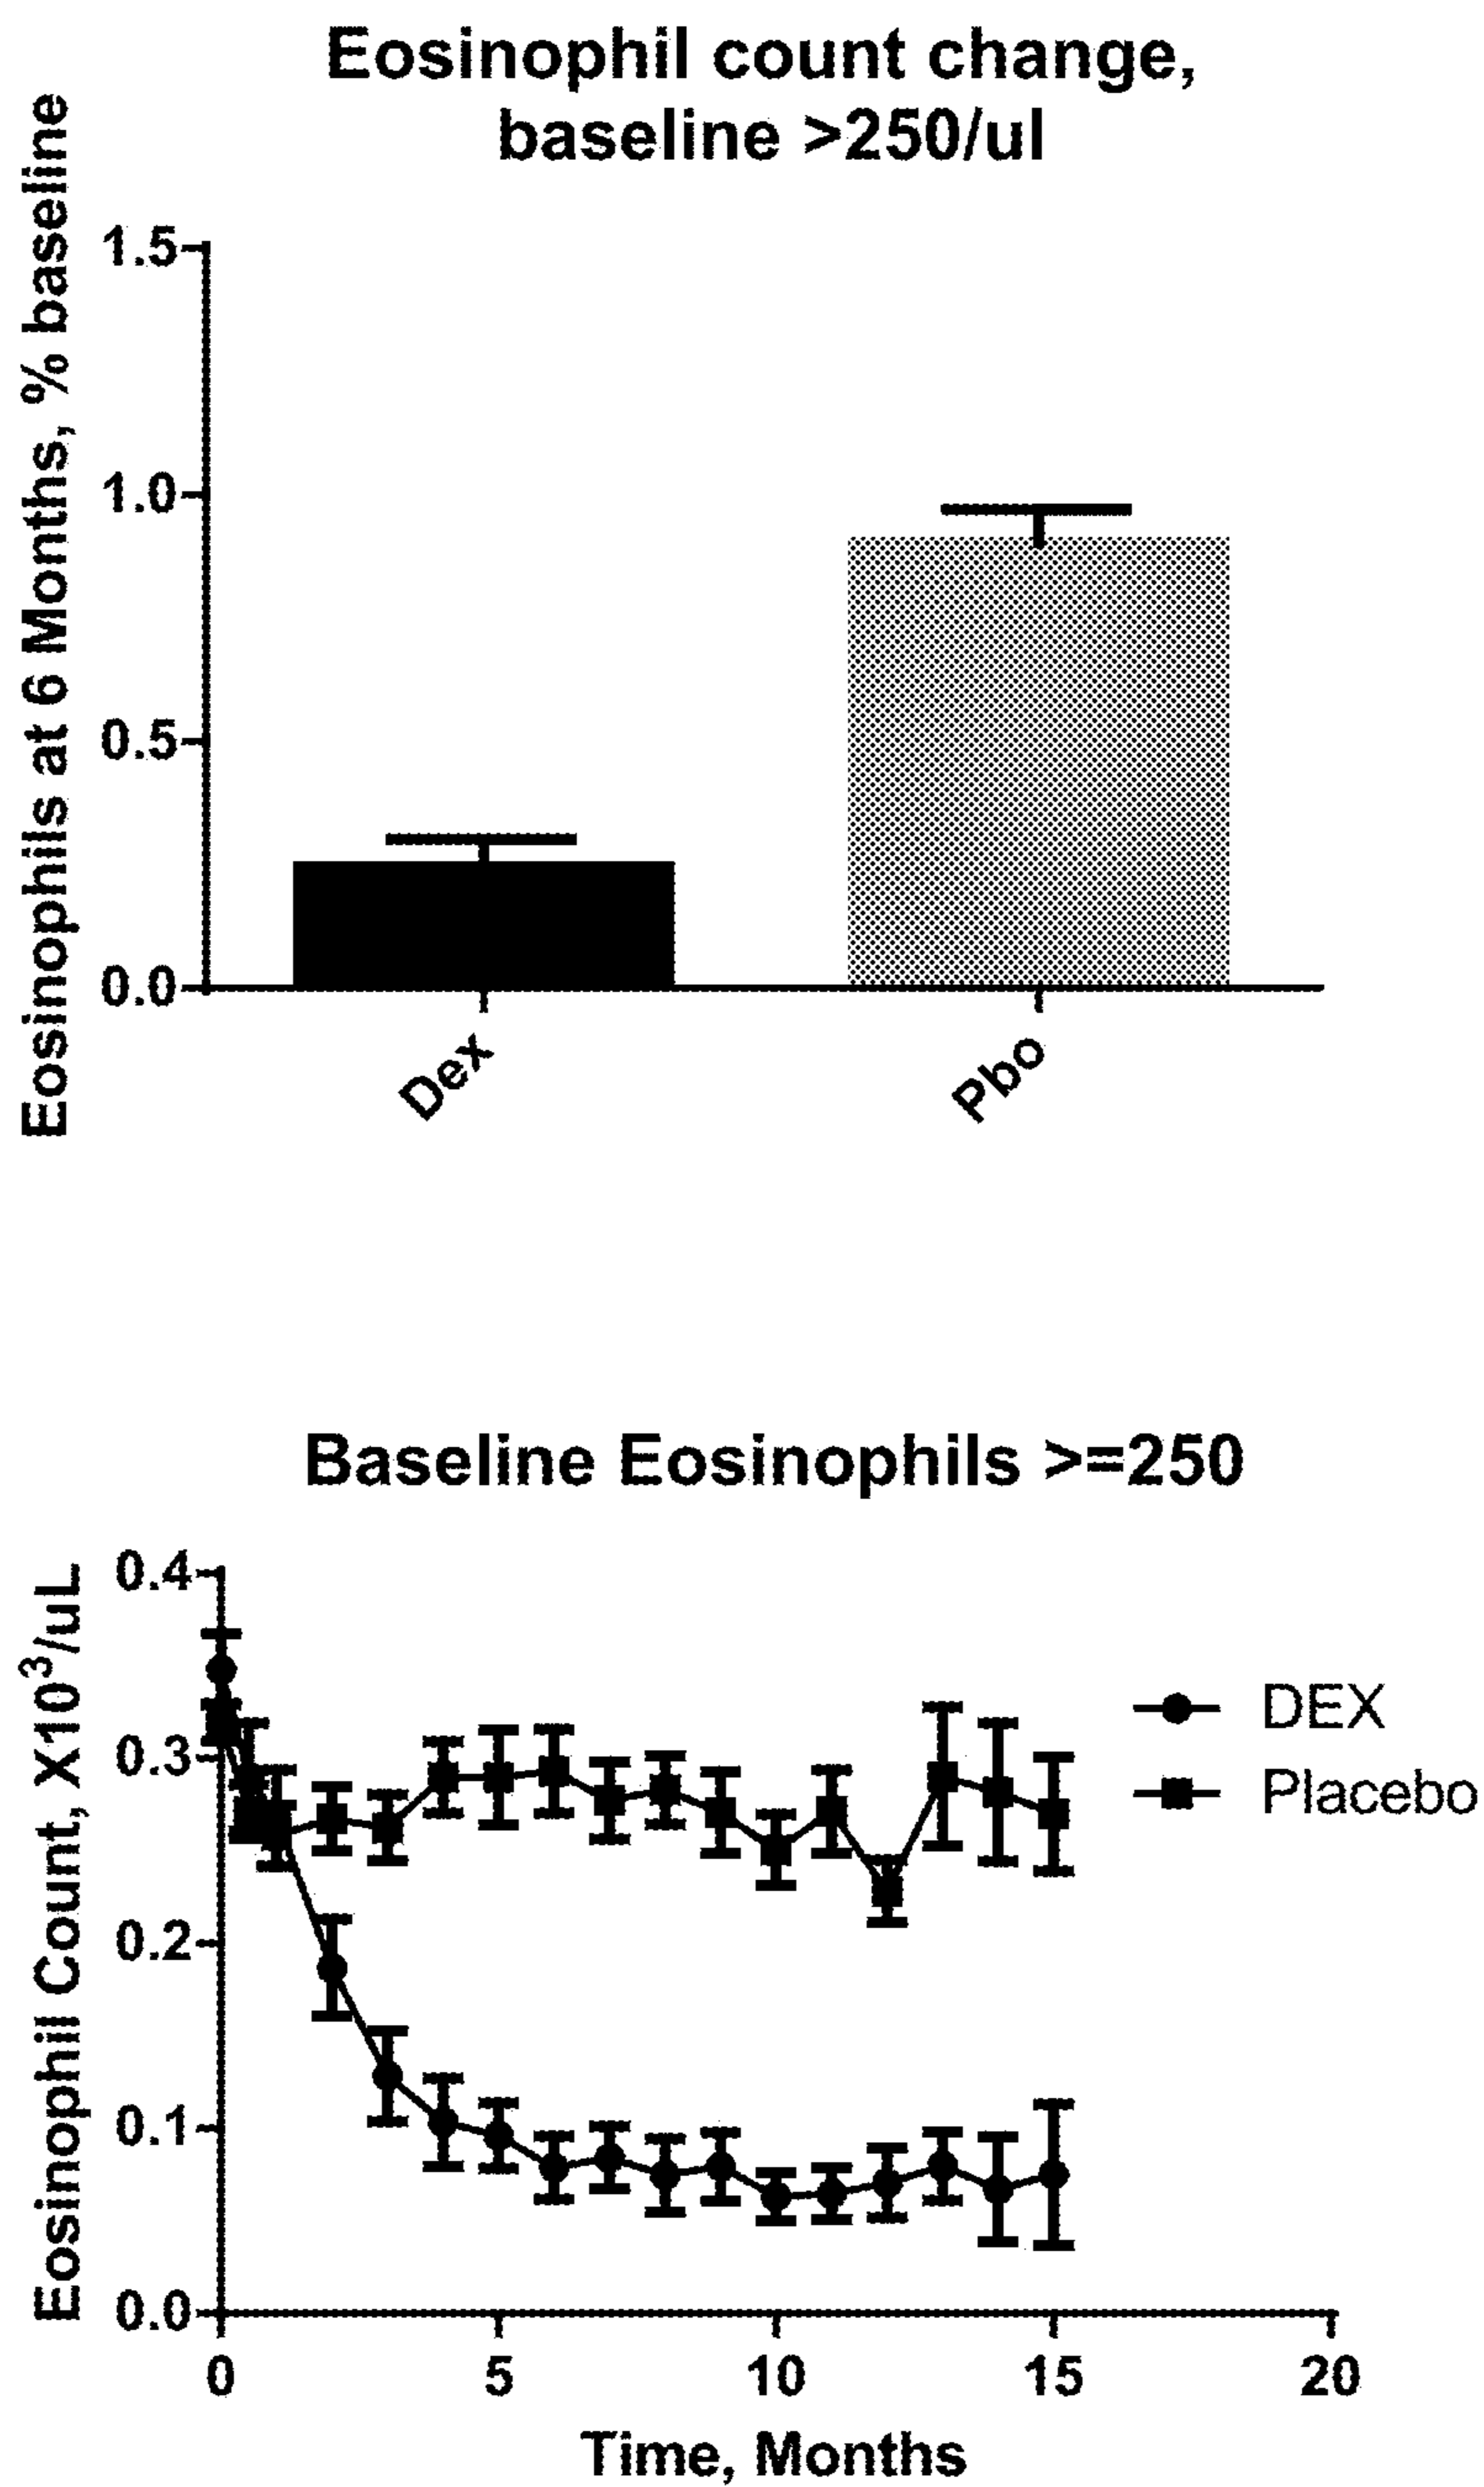 Eosinophil count change,
baseline >250/ul
Eosinophils at 6 Months, % baseline
1.5
1.0
0.5
0.0
Dex
Pbo
Baseline Eosinophils >=250
Eosinophil Count, X10³/uL
0.4
0.3
0.2
0.1
0.0
DEX
Placebo
0 5 10 15 20
Time, Months